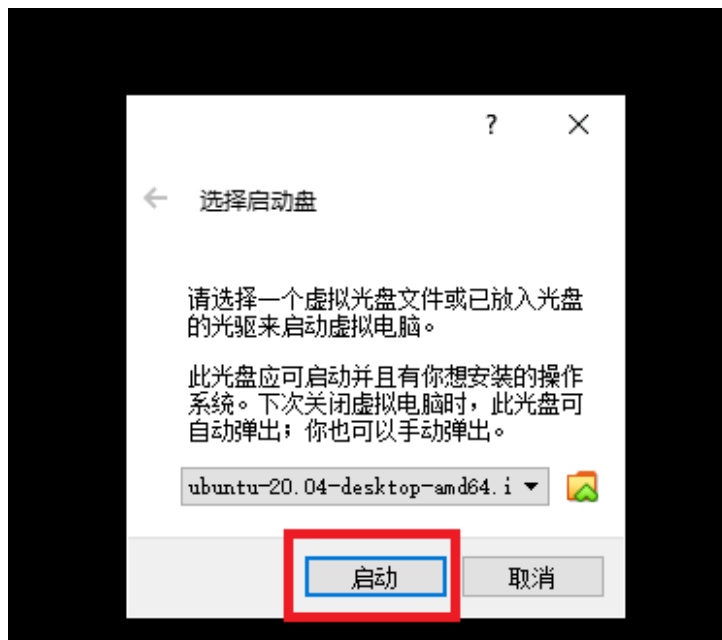 ?
选择启动盘
请选择一个虚拟光盘文件或已放入光盘
的光驱来启动虚拟电脑。
此光盘应可启动并且有你想安装的操作
系统。下次关闭虚拟电脑时，此光盘可
自动弹出；你也可以手动弹出。
ubuntu-20.04-desktop-amd64.i
启动 取消